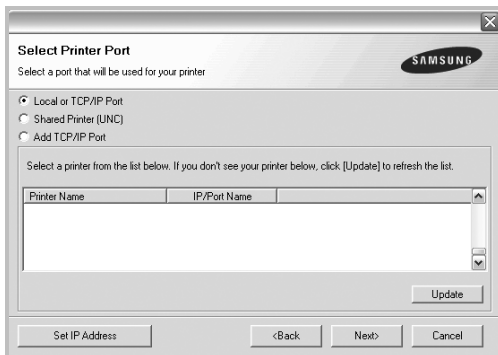 Select Printer Port
Select a port that will be used for your printer
SAMSUNG
Local or TCP/IP Port
Shared Printer (UNC)
Add TCP/IP Port
Select a printer from the list below. If you don't see your printer below, click [Update] to refresh the list.
Printer Name IP/Port Name
Update
Set IP Address <Back Next> Cancel